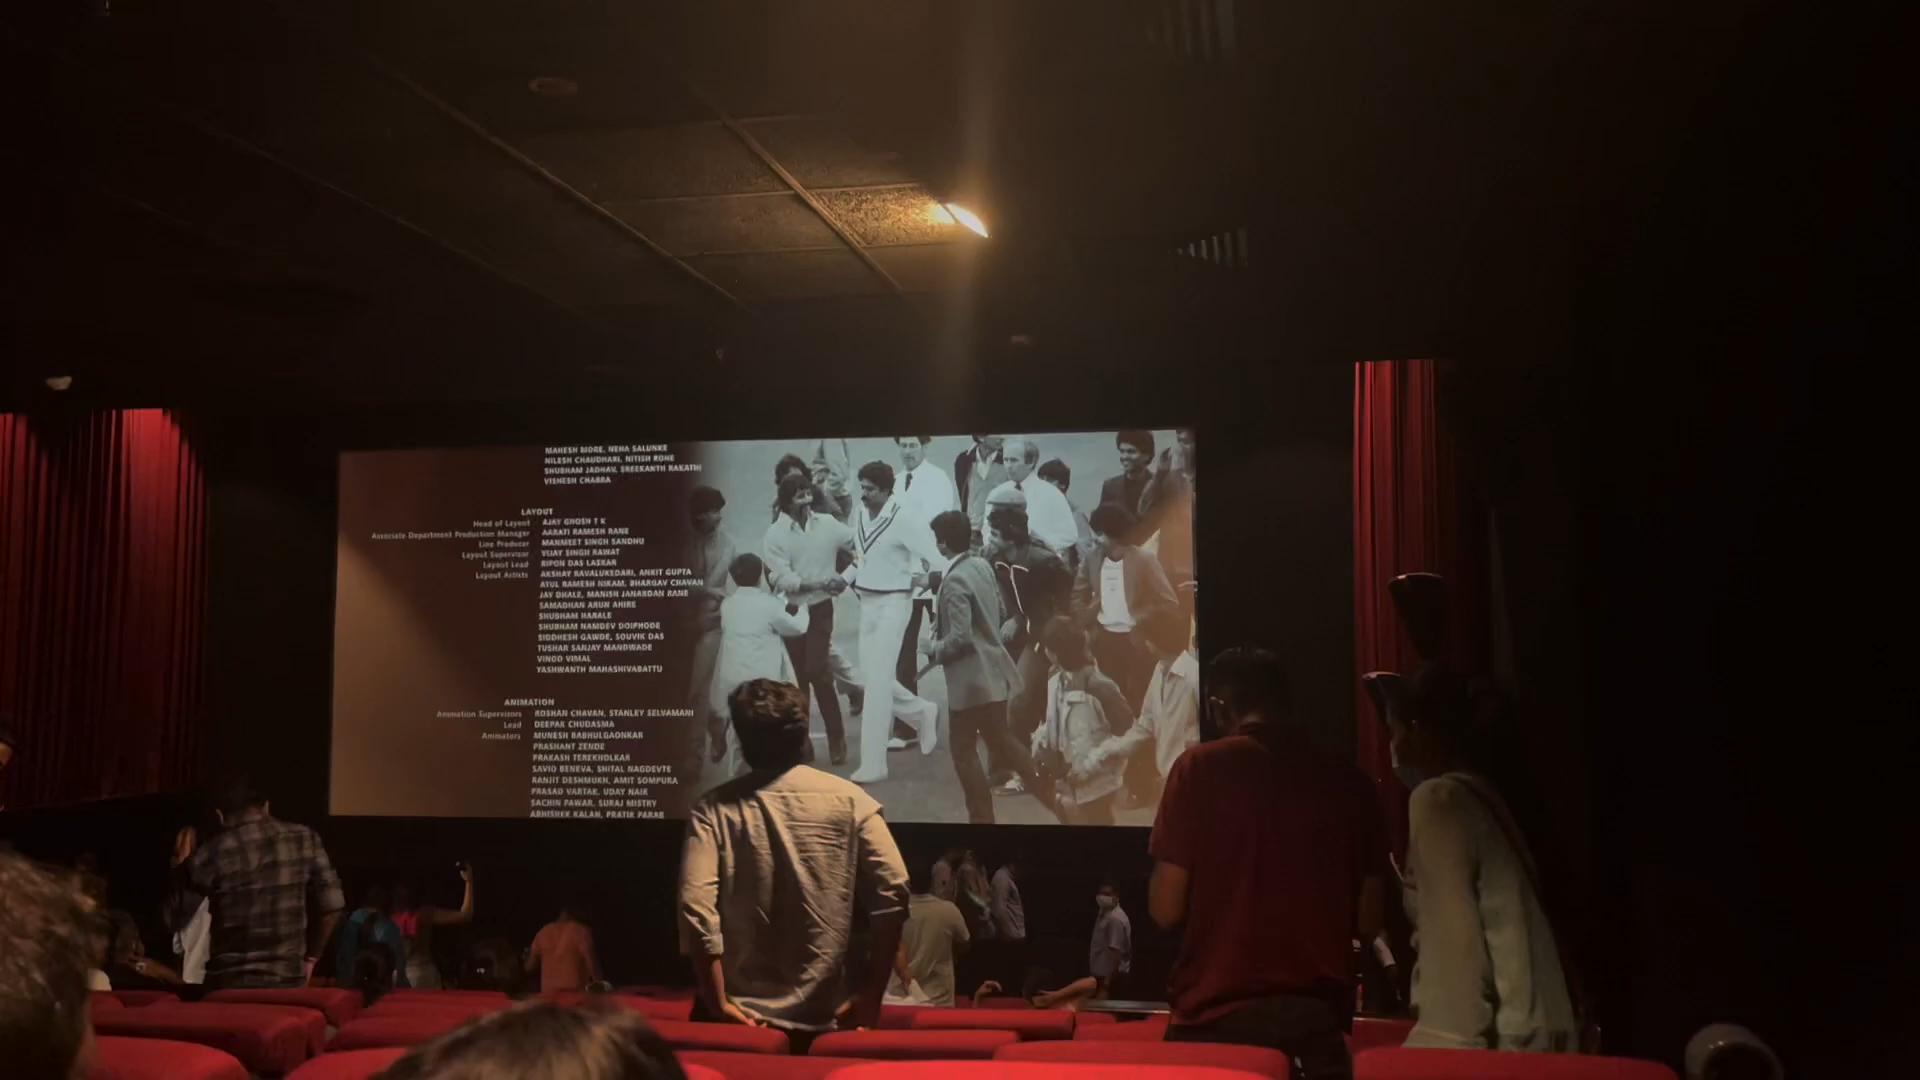 MAHESH MORE, NEHA SALUNKE
NILESH CHAUDHARI, NITISH ROHE
SHUBHAM JADHAV, SREEKANTH RAKATHI
VISHESH CHABRA
LAYOUT
Head of Layout AJAY GHOSH T K
Associate Department Production Manager AARATI RAMESH RANE
Line Producer MANMEET SINGH SANDHU
Layout Supervisor VIJAY SINGH RAWAT
Layout Lead RIPON DAS LASKAR
Layout Artists AKSHAY RAVALUKEDARI, ANKIT GUPTA
ATUL RAMESH NIKAM, BHARGAV CHAVAN
JAY DHALE, MANISH JANARDAN RANE
SAMADHAN ARUN AHIRE
SHUBHAM HARALE
SHUBHAM NAMDEV DOIPHODE
SIDDHESH GAWDE, SOUVIK DAS
TUSHAR SANJAY MANDWADE
VINOD VIMAL
YASHWANTH MAHASHIVABATTU
ANIMATION
Animation Supervisors ROSHAN CHAVAN, STANLEY SELVAMANI
Lead DEEPAK CHUDASMA
Animators MUNESH BABHULGAONKAR
PRASHANT ZENDE
PRAKASH TEREKHOLKAR
SAVIO BENEVA, SHITAL NAGDEVTE
RANJIT DESHMUKH, AMIT SOMPURA
PRASAD VARTAK, UDAY NAIR
SACHIN PAWAR, SURAJ MISTRY
ABHISHEK KALAN, PRATIK PARAB